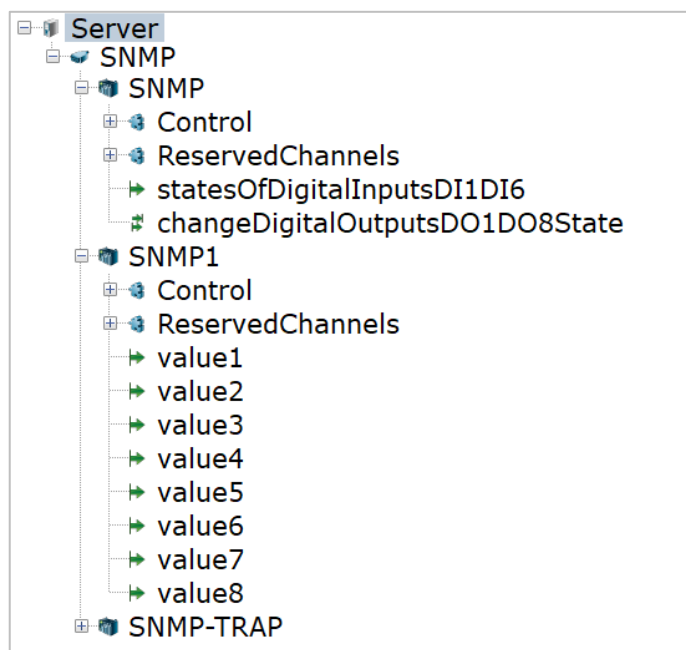 Server
SNMP
SNMP
Control
ReservedChannels
statesOfDigitalInputsDI1DI6
changeDigitalOutputsDO1DO8State
SNMP1
Control
ReservedChannels
value1
value2
value3
value4
value5
value6
value7
value8
SNMP-TRAP